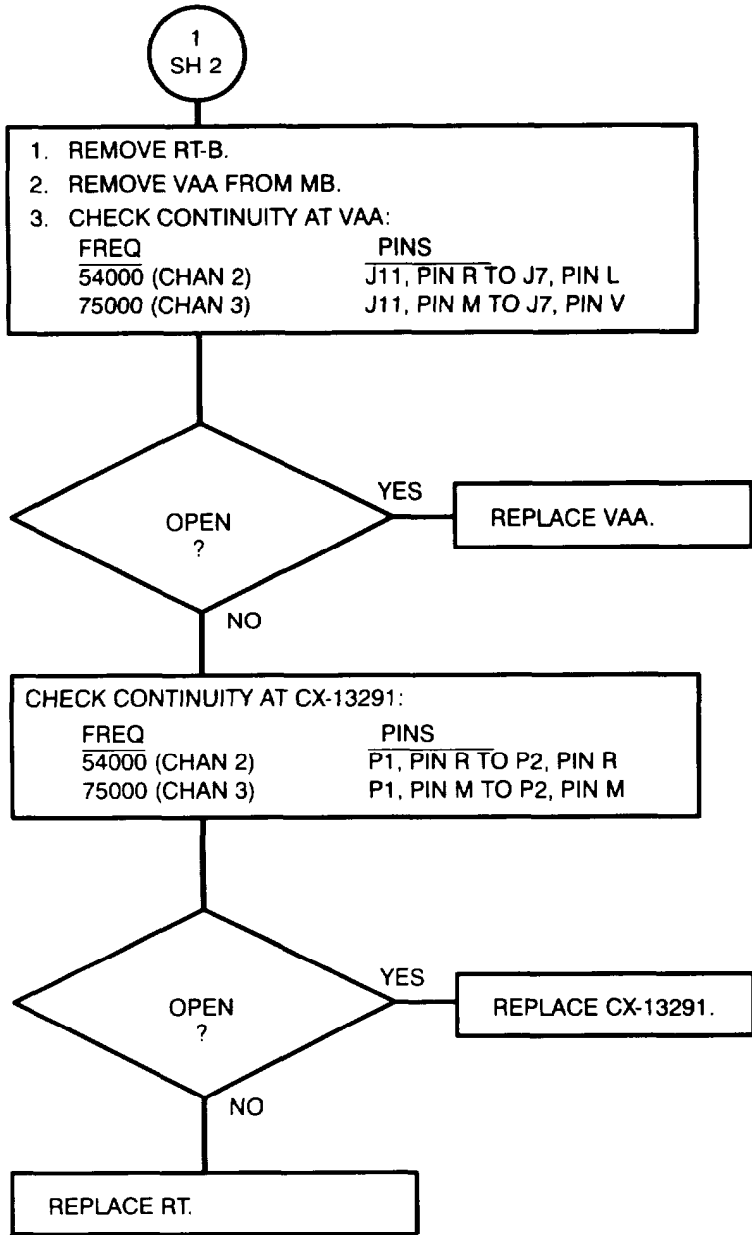 1
SH 2
1. REMOVE RT-B.
2. REMOVE VAA FROM MB.
3. CHECK CONTINUITY AT VAA:
FREQ PINS
54000 (CHAN 2) J11, PIN R TO J7, PIN L
75000 (CHAN 3) J11, PIN M TO J7, PIN V
OPEN
?
YES
REPLACE VAA.
NO
CHECK CONTINUITY AT CX-13291:
FREQ PINS
54000 (CHAN 2) P1, PIN R TO P2, PIN R
75000 (CHAN 3) P1, PIN M TO P2, PIN M
OPEN
?
YES
REPLACE CX-13291.
NO
REPLACE RT.